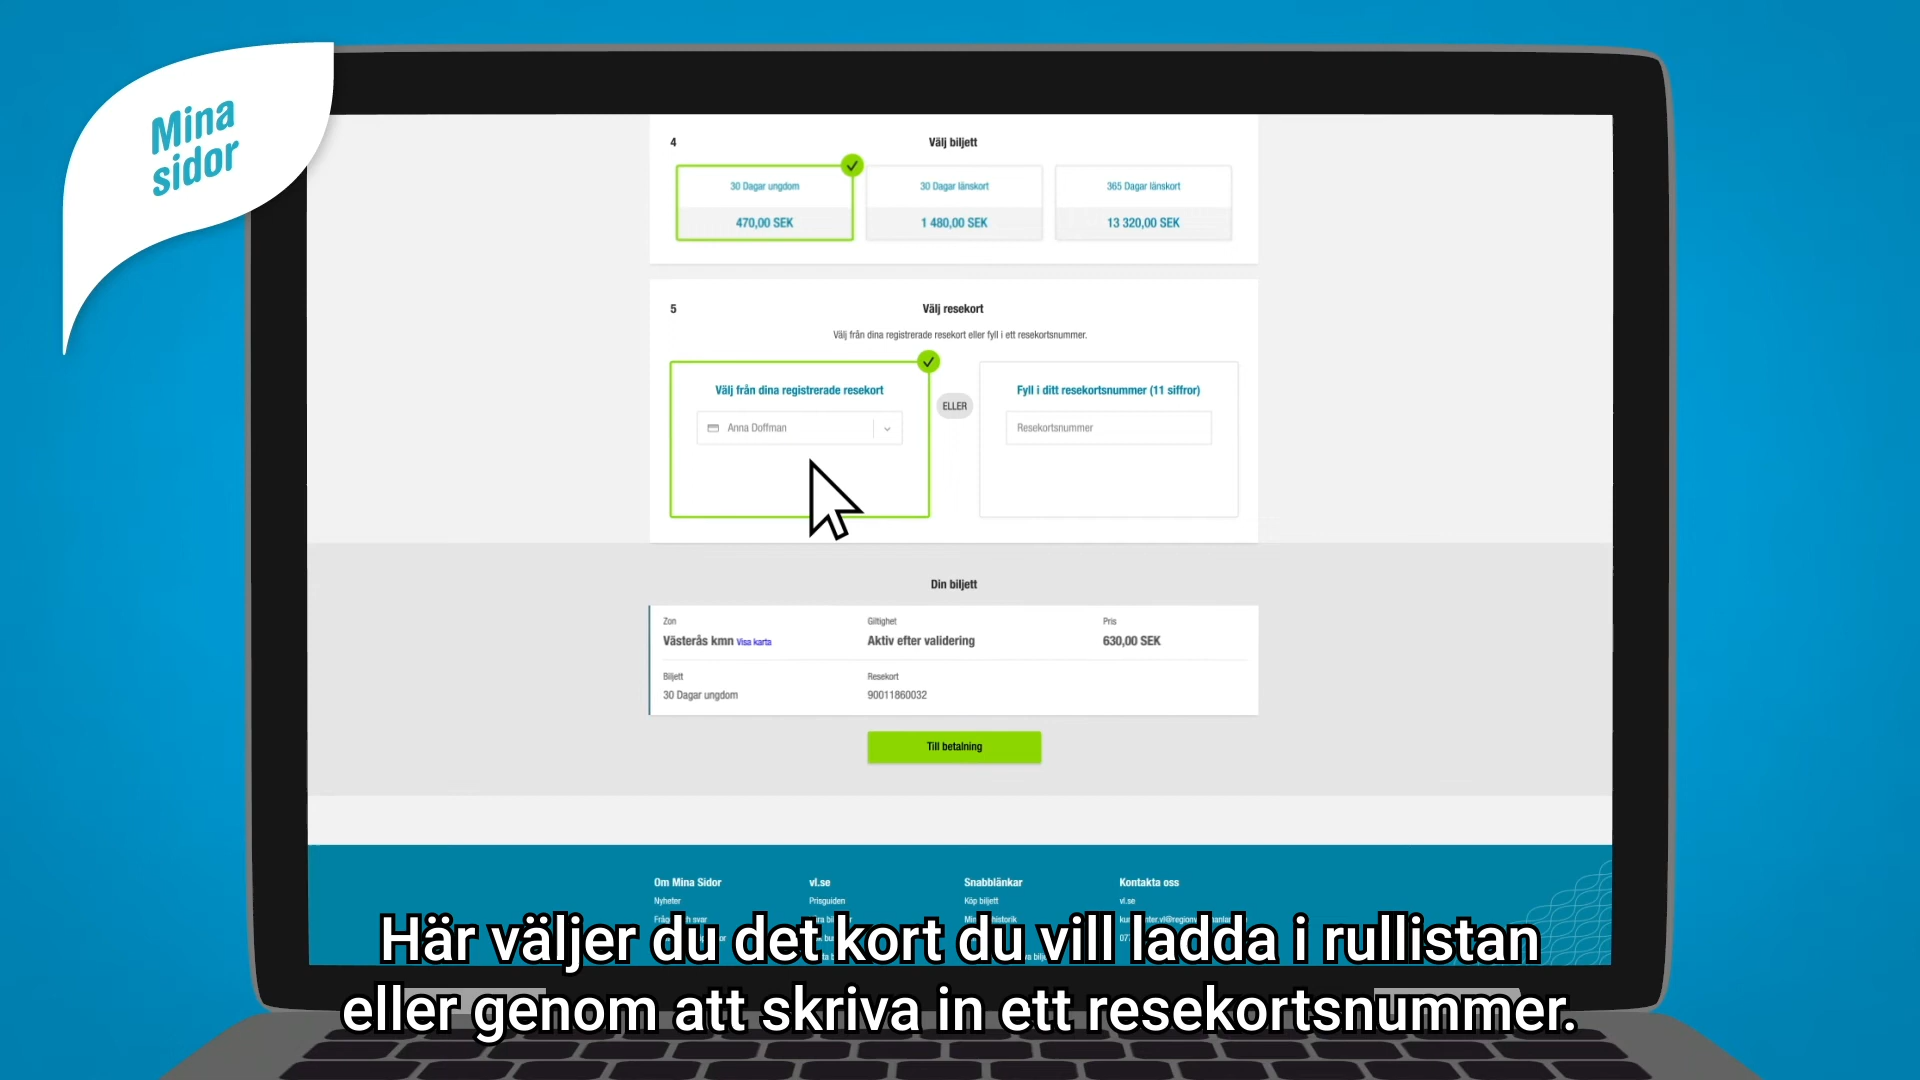 Mina
sidor
4
Välj biljett
30 Dagar ungdom
30 Dagar länskort
365 Dagar länskort
470,00 SEK
1 480,00 SEK
13 320,00 SEK
5
Välj resekort
Välj från dina registrerade resekort eller fyll i ett resekortsnummer.
Välj från dina registrerade resekort
Anna Doffman
ELLER
Fyll i ditt resekortsnummer (11 siffror)
Resekortsnummer
Din biljett
Zon
Giltighet
Pris
Västerås kmn Visa karta
Aktiv efter validering
630,00 SEK
Biljett
Resekort
30 Dagar ungdom
90011860032
Till betalning
Om Mina Sidor
vl.se
Snabblänkar
Kontakta oss
Nyheter
Prisguiden
Köp biljett
vl.se
Här väljer du det kort du vill ladda i rullistan
eller genom att skriva in ett resekortsnummer.